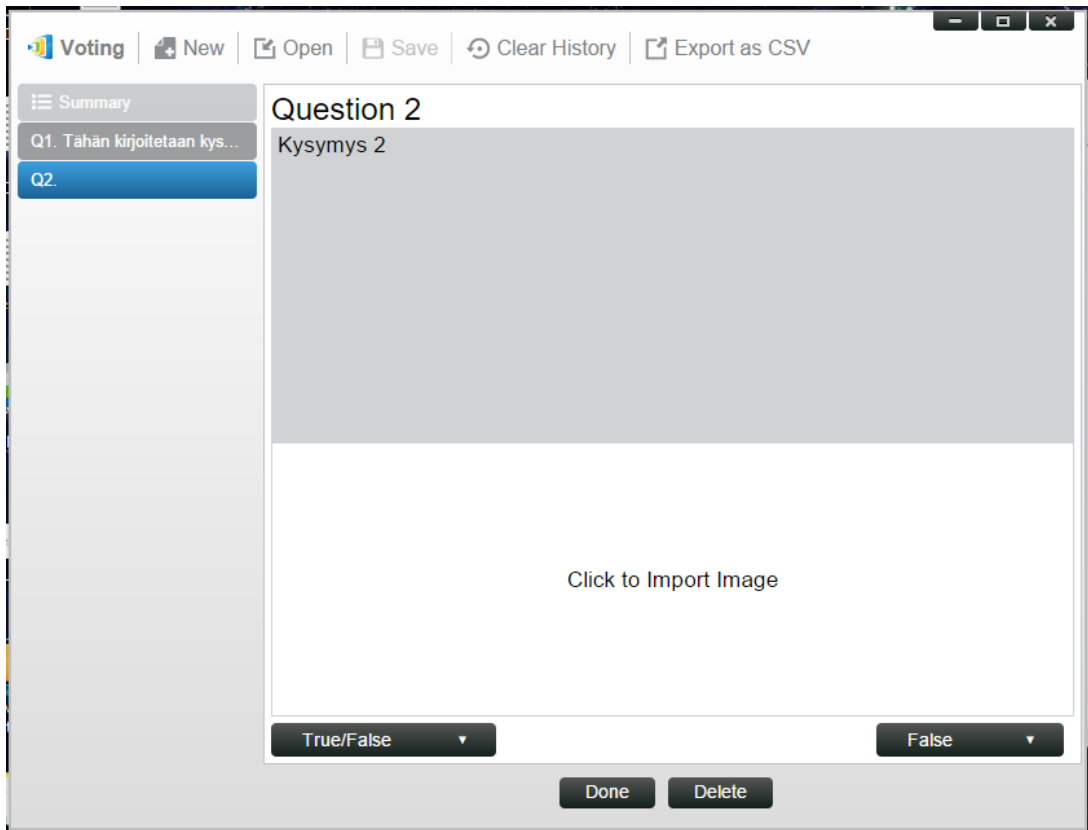 Voting New Open Save Clear History Export as CSV
Summary
Q1. Tähän kirjoitetaan kys...
Q2.
Question 2
Kysymys 2
Click to Import Image
True/False
False
Done Delete